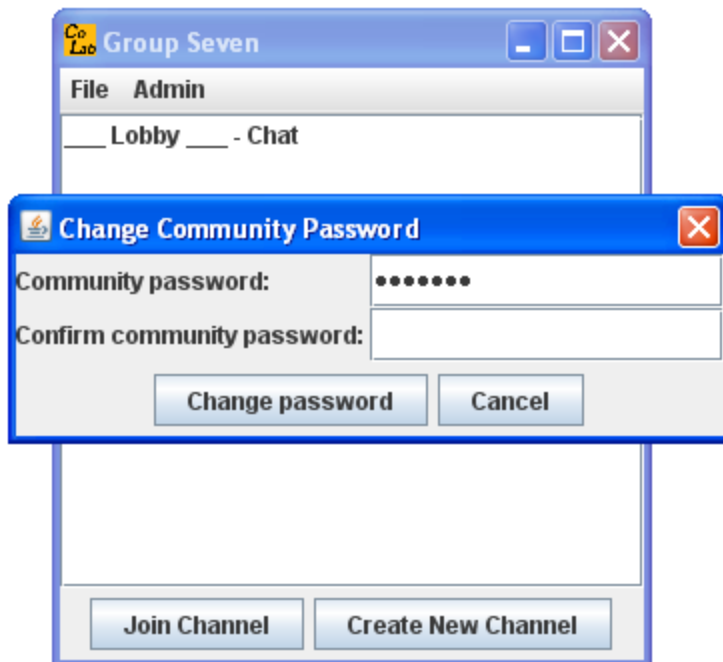 Co
Lab
Group Seven
File Admin
___ Lobby ___ - Chat
Change Community Password
Community password: •••••••
Confirm community password:
Change password Cancel
Join Channel Create New Channel